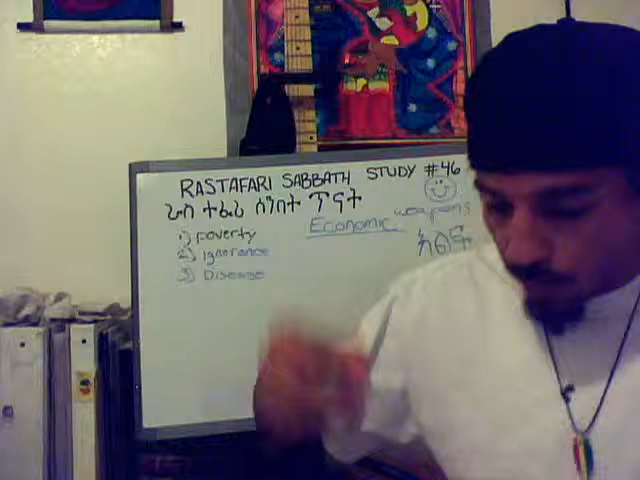 RASTAFARI SABBATH STUDY #46
ራስ ተፈሪ ሰንበት ጥናት
Economic weapons
1) poverty
2) Ignorance
3) Disease